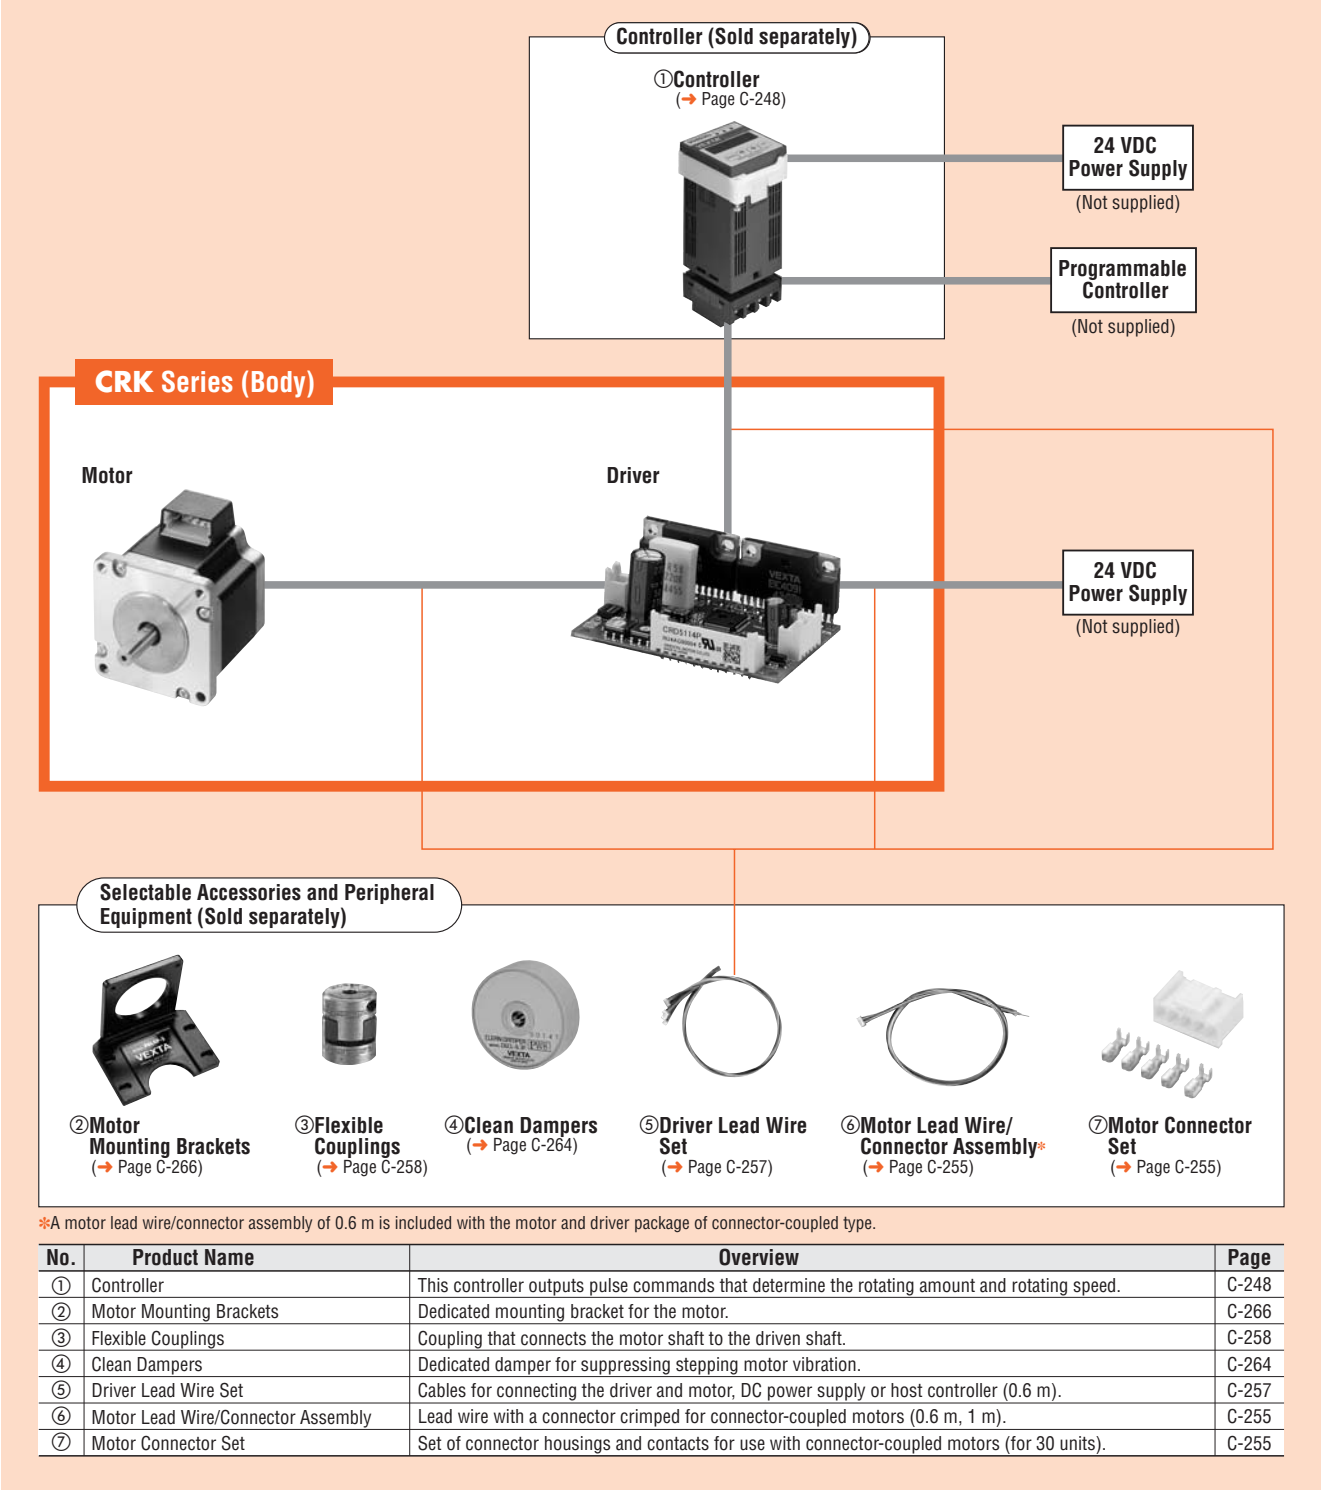 Controller (Sold separately)
①Controller
(➜ Page C-248)
VEXTA
24 VDC
Power Supply
(Not supplied)
Programmable
Controller
(Not supplied)
CRK Series (Body)
Motor
Driver
VEXTA
CRD5114P
24 VDC
Power Supply
(Not supplied)
Selectable Accessories and Peripheral
Equipment (Sold separately)
VEXTA
CLEAN DAMPER
VEXTA
②Motor
Mounting Brackets
(➜ Page C-266)
③Flexible
Couplings
(➜ Page C-258)
④Clean Dampers
(➜ Page C-264)
⑤Driver Lead Wire
Set
(➜ Page C-257)
⑥Motor Lead Wire/
Connector Assembly*
(➜ Page C-255)
⑦Motor Connector
Set
(➜ Page C-255)
*A motor lead wire/connector assembly of 0.6 m is included with the motor and driver package of connector-coupled type.
No. Product Name Overview Page
① Controller This controller outputs pulse commands that determine the rotating amount and rotating speed. C-248
② Motor Mounting Brackets Dedicated mounting bracket for the motor. C-266
③ Flexible Couplings Coupling that connects the motor shaft to the driven shaft. C-258
④ Clean Dampers Dedicated damper for suppressing stepping motor vibration. C-264
⑤ Driver Lead Wire Set Cables for connecting the driver and motor, DC power supply or host controller (0.6 m). C-257
⑥ Motor Lead Wire/Connector Assembly Lead wire with a connector crimped for connector-coupled motors (0.6 m, 1 m). C-255
⑦ Motor Connector Set Set of connector housings and contacts for use with connector-coupled motors (for 30 units). C-255